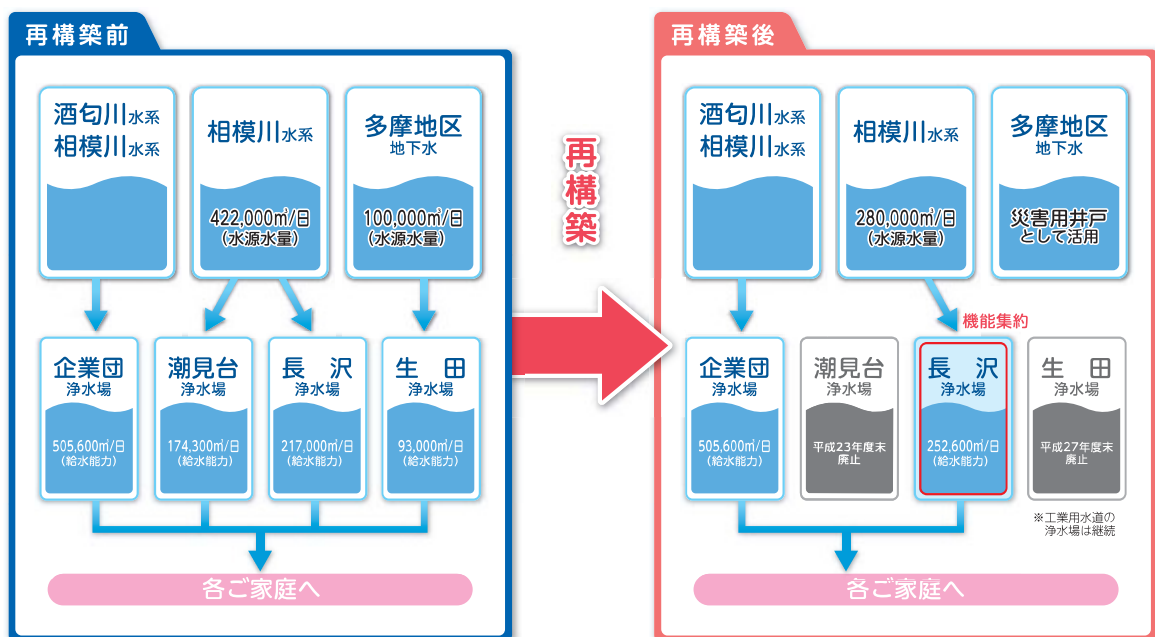 再構築前
酒匂川水系
相模川水系
相模川水系
422,000㎥/日
(水源水量)
多摩地区
地下水
100,000㎥/日
(水源水量)
企業団
浄水場
505,600㎥/日
(給水能力)
潮見台
浄水場
174,300㎥/日
(給水能力)
長沢
浄水場
217,000㎥/日
(給水能力)
生田
浄水場
93,000㎥/日
(給水能力)
各ご家庭へ
再構築
再構築後
酒匂川水系
相模川水系
相模川水系
280,000㎥/日
(水源水量)
多摩地区
地下水
災害用井戸
として活用
機能集約
企業団
浄水場
505,600㎥/日
(給水能力)
潮見台
浄水場
平成23年度末
廃止
長沢
浄水場
252,600㎥/日
(給水能力)
生田
浄水場
平成27年度末
廃止
※工業用水道の
浄水場は継続
各ご家庭へ